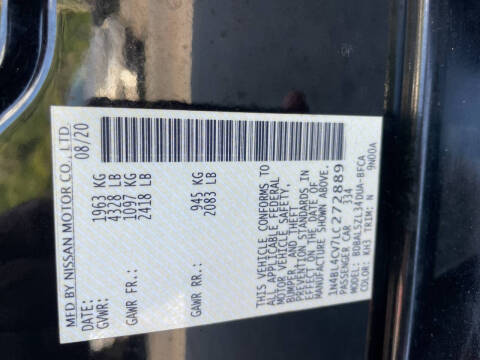 MFD BY NISSAN MOTOR CO., LTD.
08/20
GVWR: 1963 KG
4328 LB
GAWR FR.: 1097 KG
2418 LB
GAWR RR.: 945 KG
2083 LB
THIS VEHICLE CONFORMS TO
ALL APPLICABLE FEDERAL
MOTOR VEHICLE SAFETY,
BUMPER, AND THEFT
PREVENTION STANDARDS IN
EFFECT ON THE DATE OF
MANUFACTURE SHOWN ABOVE.
1N4BL4CV7LC272889
PASSENGER CAR 334
MODEL: BDBALSZL34DUA-BFCA
COLOR: KH3 TRIM: N 9N00A